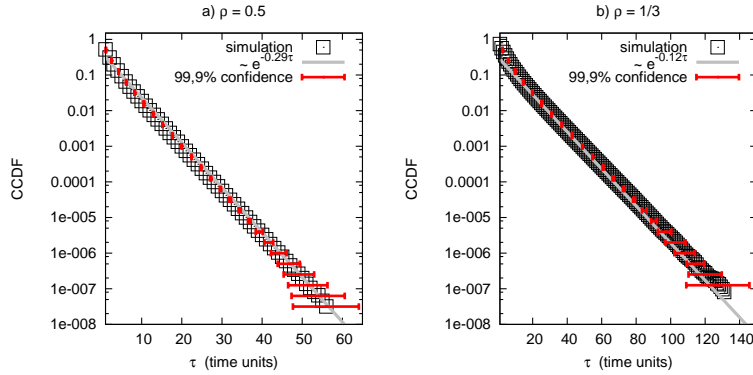 a) ρ = 0.5
CCDF
1
0.1
0.01
0.001
0.0001
1e-005
1e-006
1e-007
1e-008
simulation
~ e-0.29τ
99,9% confidence
10 20 30 40 50 60
τ (time units)
b) ρ = 1/3
CCDF
1
0.1
0.01
0.001
0.0001
1e-005
1e-006
1e-007
1e-008
simulation
~ e-0.12τ
99,9% confidence
20 40 60 80 100 120 140
τ (time units)